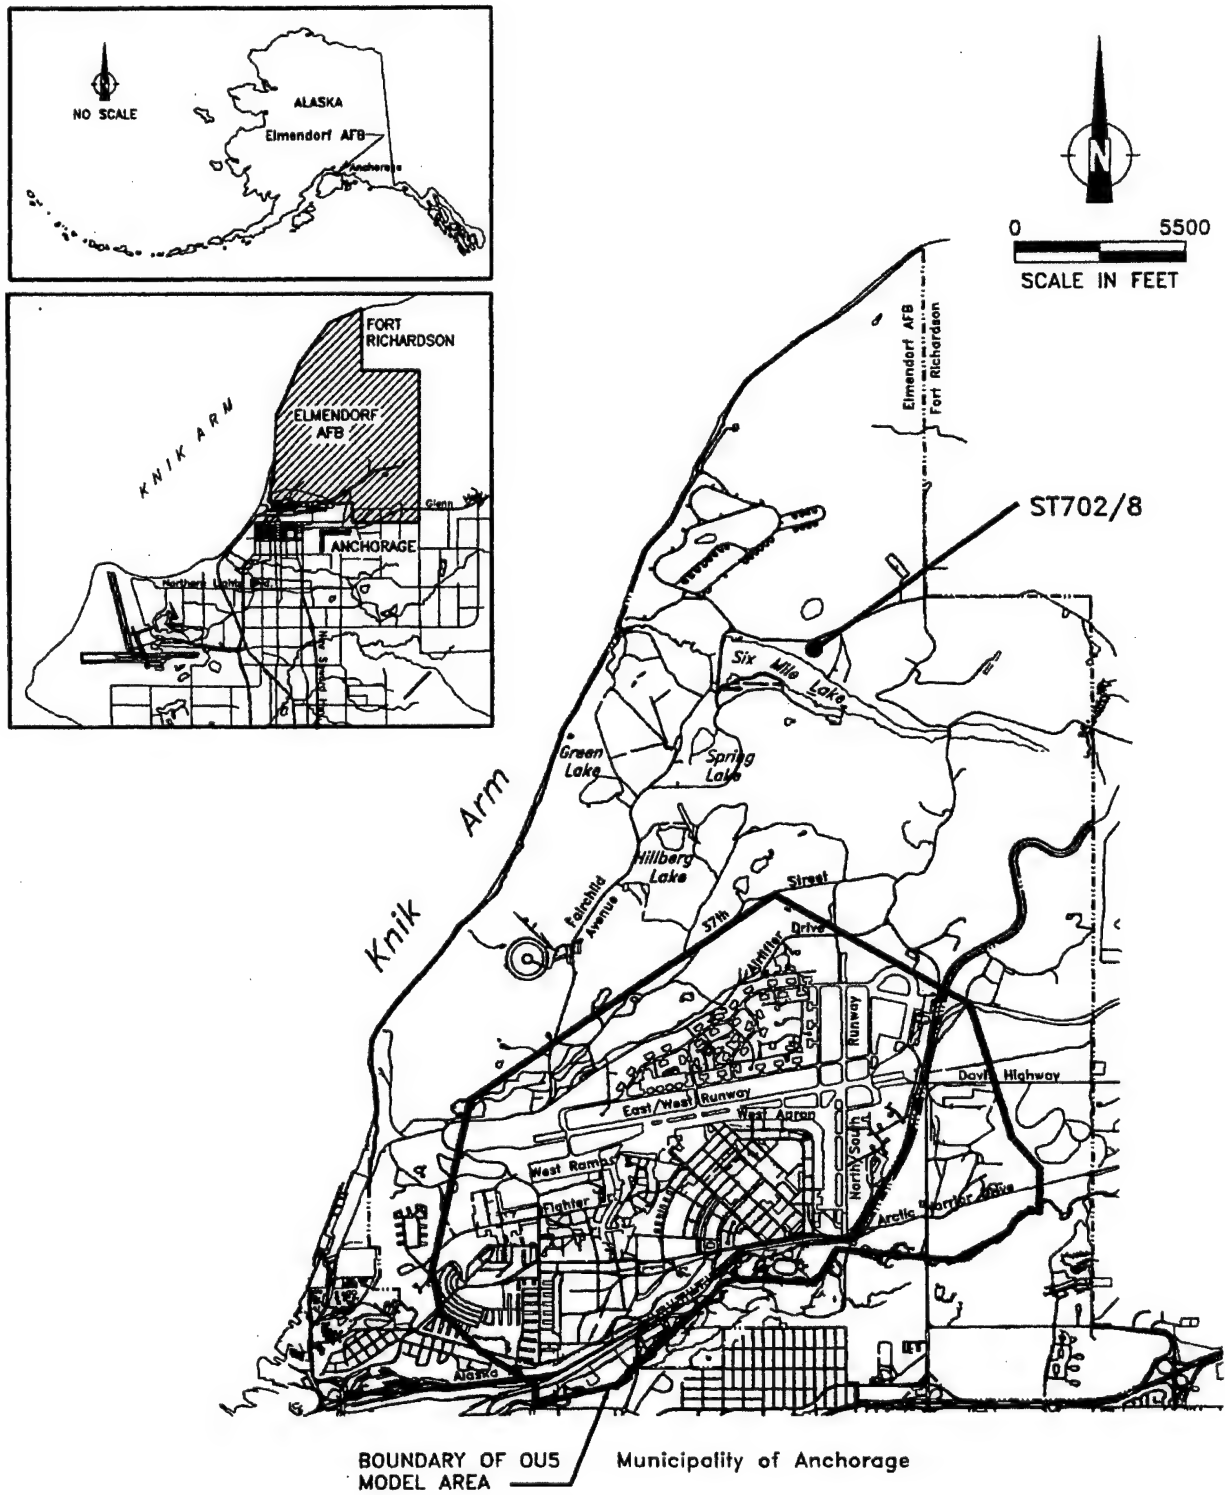 NO SCALE
ALASKA
Elmendorf AFB
Anchorage
N
0 5500
SCALE IN FEET
FORT
RICHARDSON
ELMENDORF
AFB
KNIK ARM
Glenn
ANCHORAGE
Northern Lights Blvd.
Elmendorf AFB
Fort Richardson
ST702/8
Six Mile Lake
Green
Lake
Spring
Lake
Knik Arm
Hillberg
Lake
Fairchild
Avenue
37th Street
Airlifter Drive
North/South Runway
East/West Runway
West Apron
Davis Highway
West Ramp
Fighter
Arctic Warrior Drive
Alaska
BOUNDARY OF OU5
MODEL AREA
Municipality of Anchorage